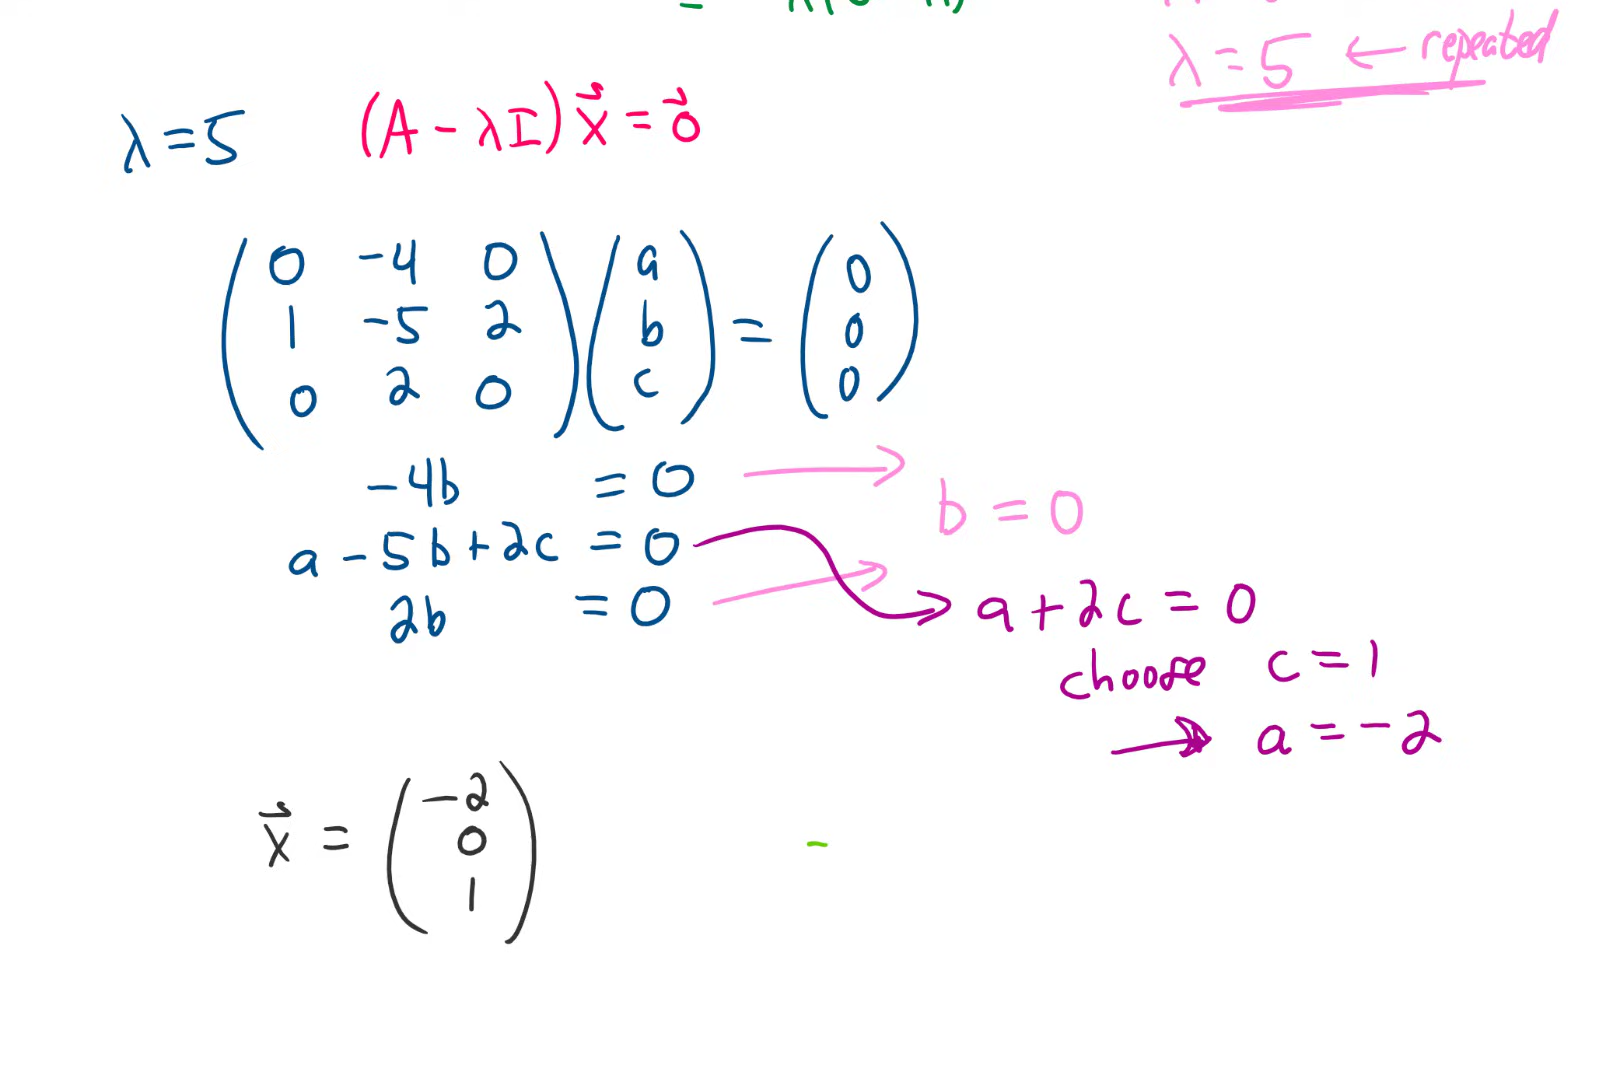 λ = 5 ← repeated
λ = 5 (A - λI) x⃗ = 0⃗
0 -4 0 a 0
1 -5 2 b = 0
0 2 0 c 0
-4b = 0
b = 0
a - 5b + 2c = 0
2b = 0
a + 2c = 0
choose c = 1
→ a = -2
x⃗ = (-2 0 1)